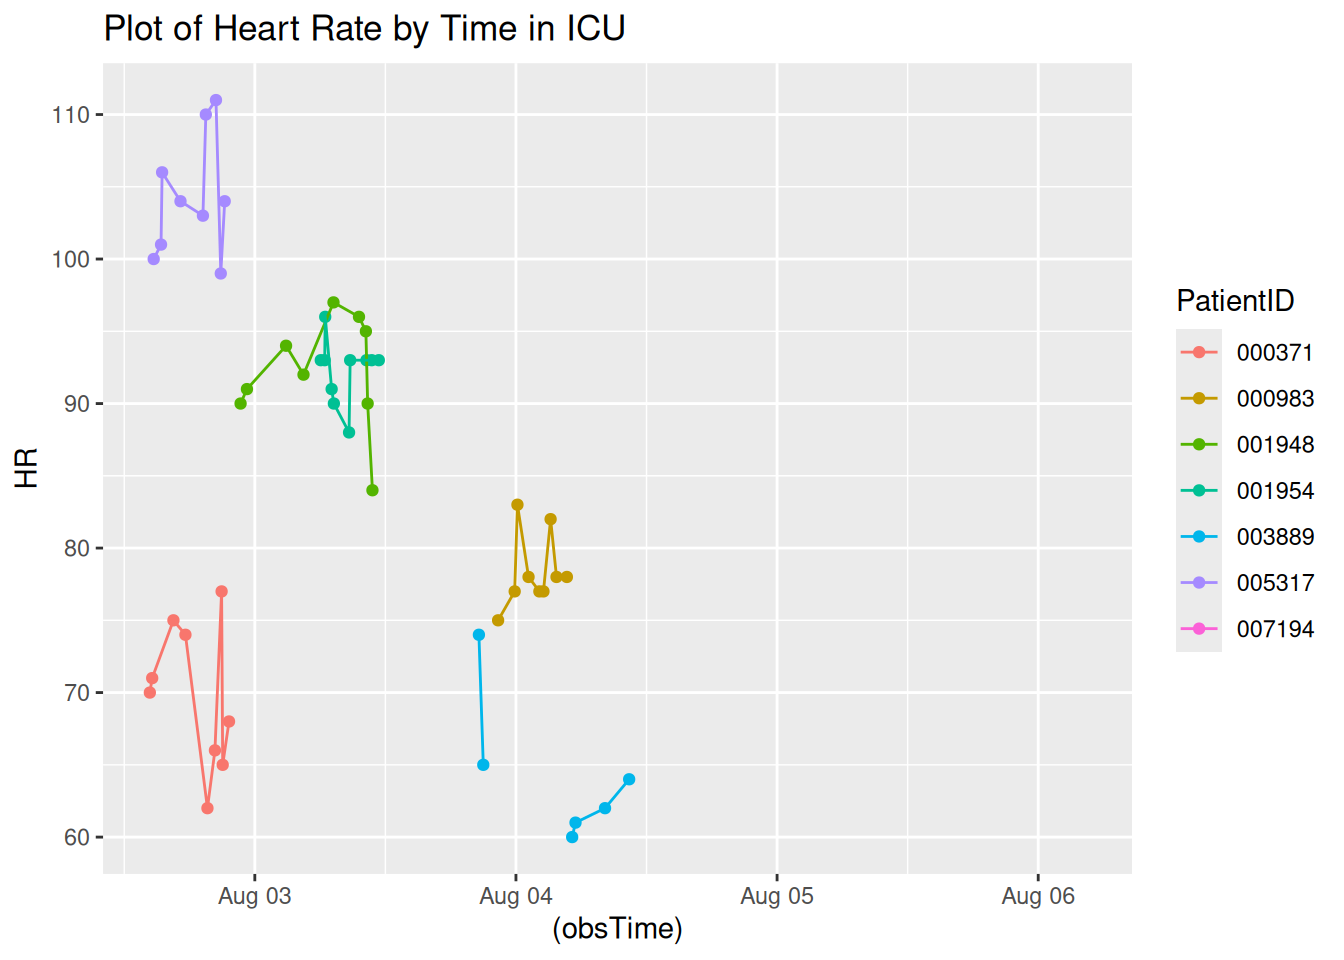 Plot of Heart Rate by Time in ICU
110
100
90
80
70
60
HR
Aug 03
Aug 04
Aug 05
Aug 06
(obsTime)
PatientID
000371
000983
001948
001954
003889
005317
007194